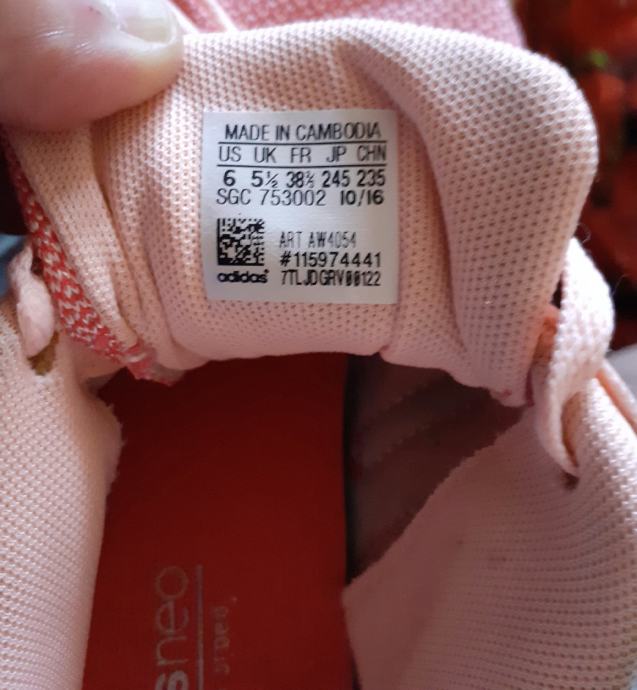 MADE IN CAMBODIA
US UK FR JP CHN
6 5½ 38⅔ 245 235
SGC 753002 10/16
ART AW4054
#115974441
adidas 7TLJDGRV00122
sneo